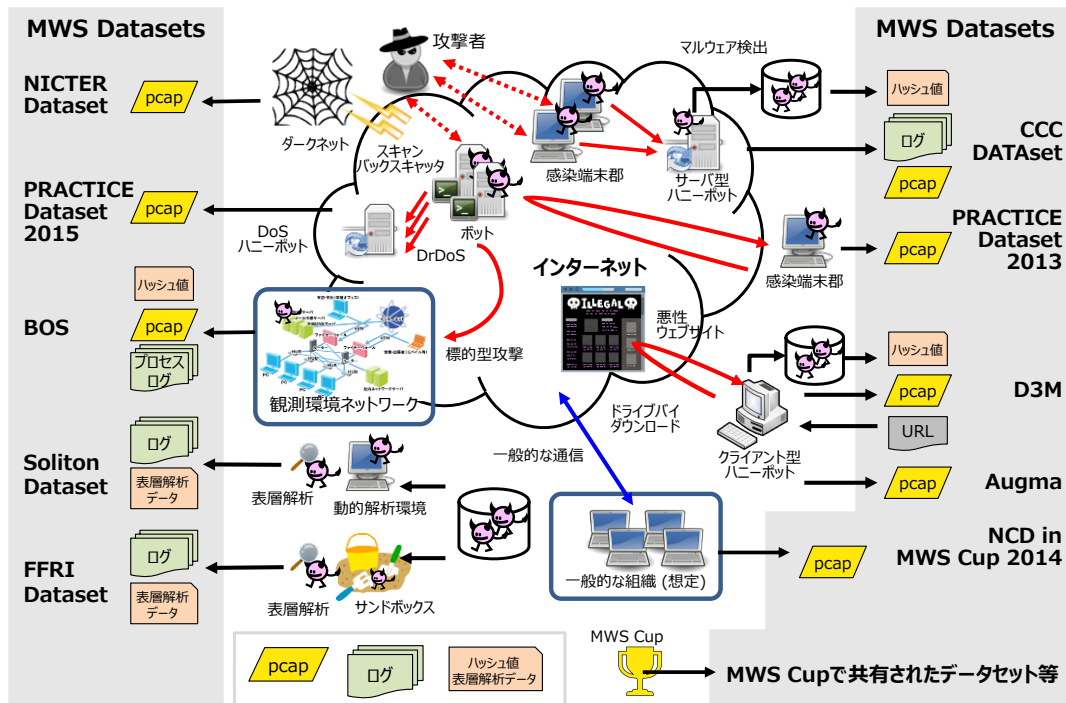 MWS Datasets
NICTER
Dataset
pcap
PRACTICE
Dataset
2015
pcap
ハッシュ値
BOS
pcap
プロセス
ログ
Soliton
Dataset
ログ
表層解析
データ
FFRI
Dataset
ログ
表層解析
データ
攻撃者
ダークネット
スキャン
バックスキャッタ
感染端末郡
マルウェア検出
サーバ型
ハニーポット
DoS
ハニーポット
DrDoS
ボット
感染端末郡
インターネット
ILLEGAL
悪性
ウェブサイト
標的型攻撃
観測環境ネットワーク
ドライブバイ
ダウンロード
クライアント型
ハニーポット
一般的な通信
表層解析
動的解析環境
表層解析
サンドボックス
一般的な組織 (想定)
pcap
ログ
ハッシュ値
表層解析データ
MWS Cup
MWS Cupで共有されたデータセット等
MWS Datasets
ハッシュ値
ログ
CCC
DATAset
pcap
PRACTICE
Dataset
2013
pcap
ハッシュ値
pcap
D3M
URL
pcap
Augma
NCD in
MWS Cup 2014
pcap